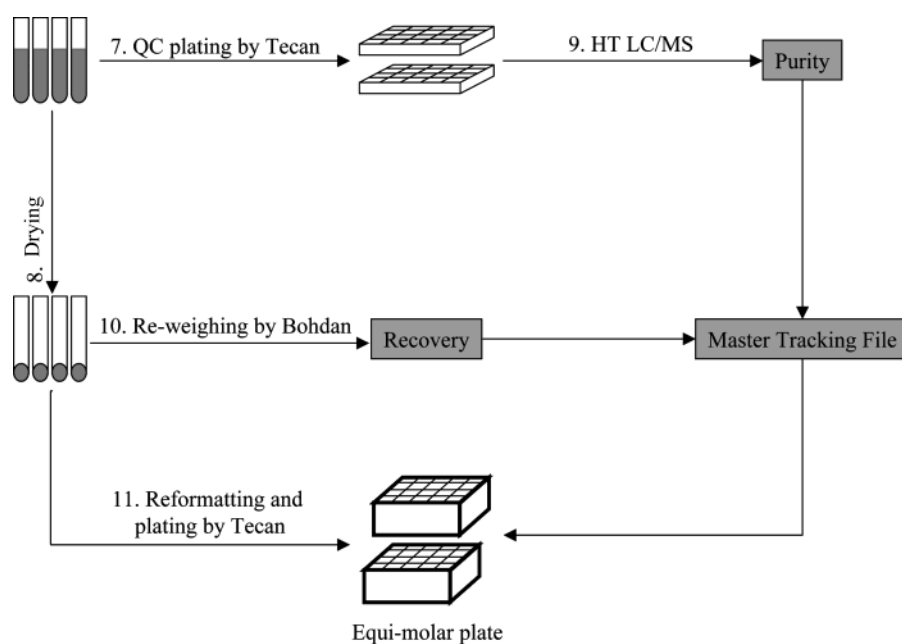 7. QC plating by Tecan
9. HT LC/MS
Purity
8. Drying
10. Re-weighing by Bohdan
Recovery
Master Tracking File
11. Reformatting and
plating by Tecan
Equi-molar plate